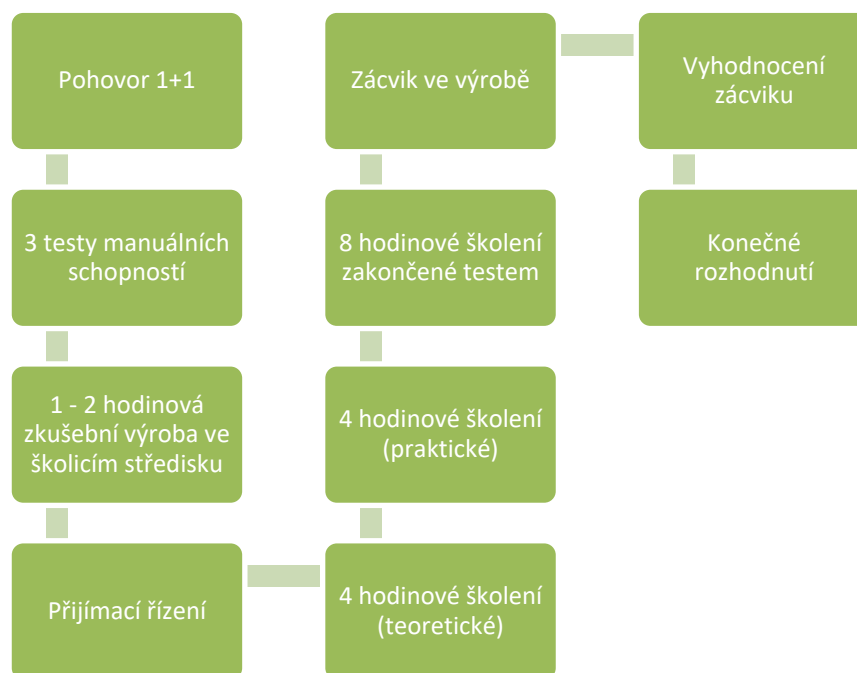 Pohovor 1+1
3 testy manuálních
schopností
1 - 2 hodinová
zkušební výroba ve
školicím středisku
Přijímací řízení
4 hodinové školení
(teoretické)
4 hodinové školení
(praktické)
8 hodinové školení
zakončené testem
Zácvik ve výrobě
Vyhodnocení
zácviku
Konečné
rozhodnutí